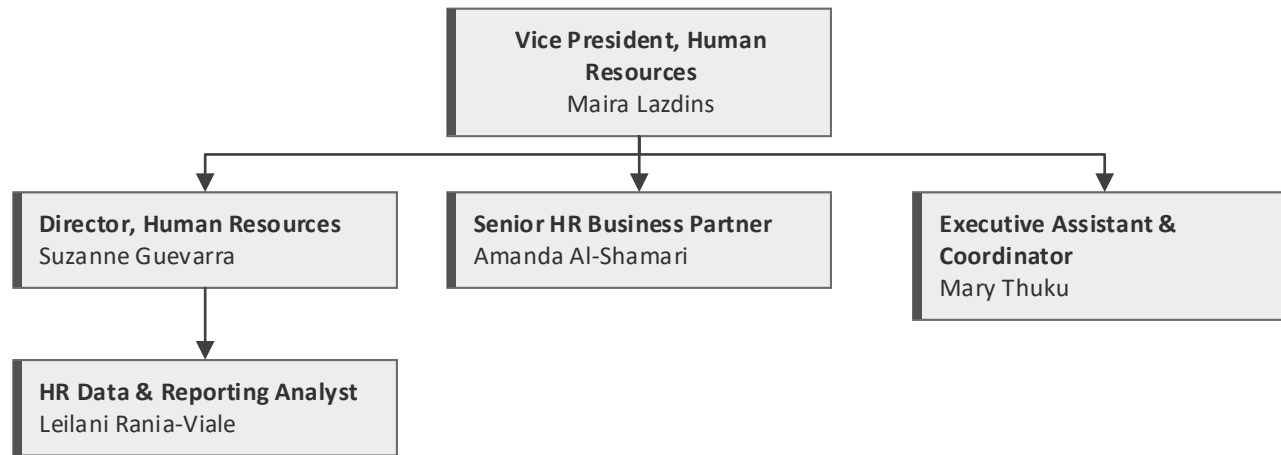 Vice President, Human
Resources
Maira Lazdins
Director, Human Resources
Suzanne Guevarra
Senior HR Business Partner
Amanda Al-Shamari
Executive Assistant &
Coordinator
Mary Thuku
HR Data & Reporting Analyst
Leilani Rania-Viale